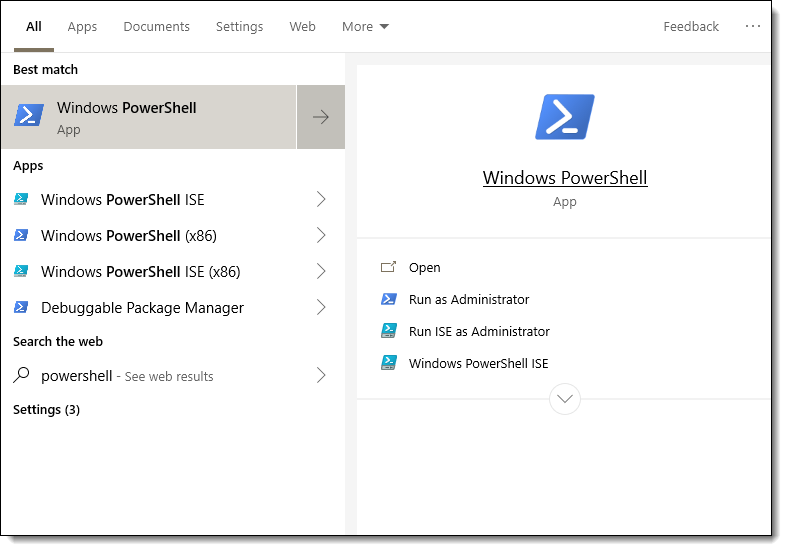 All Apps Documents Settings Web More Feedback ...
Best match
Windows PowerShell
App
Apps
Windows PowerShell ISE
Windows PowerShell (x86)
Windows PowerShell ISE (x86)
Debuggable Package Manager
Search the web
powershell - See web results
Settings (3)
Windows PowerShell
App
Open
Run as Administrator
Run ISE as Administrator
Windows PowerShell ISE